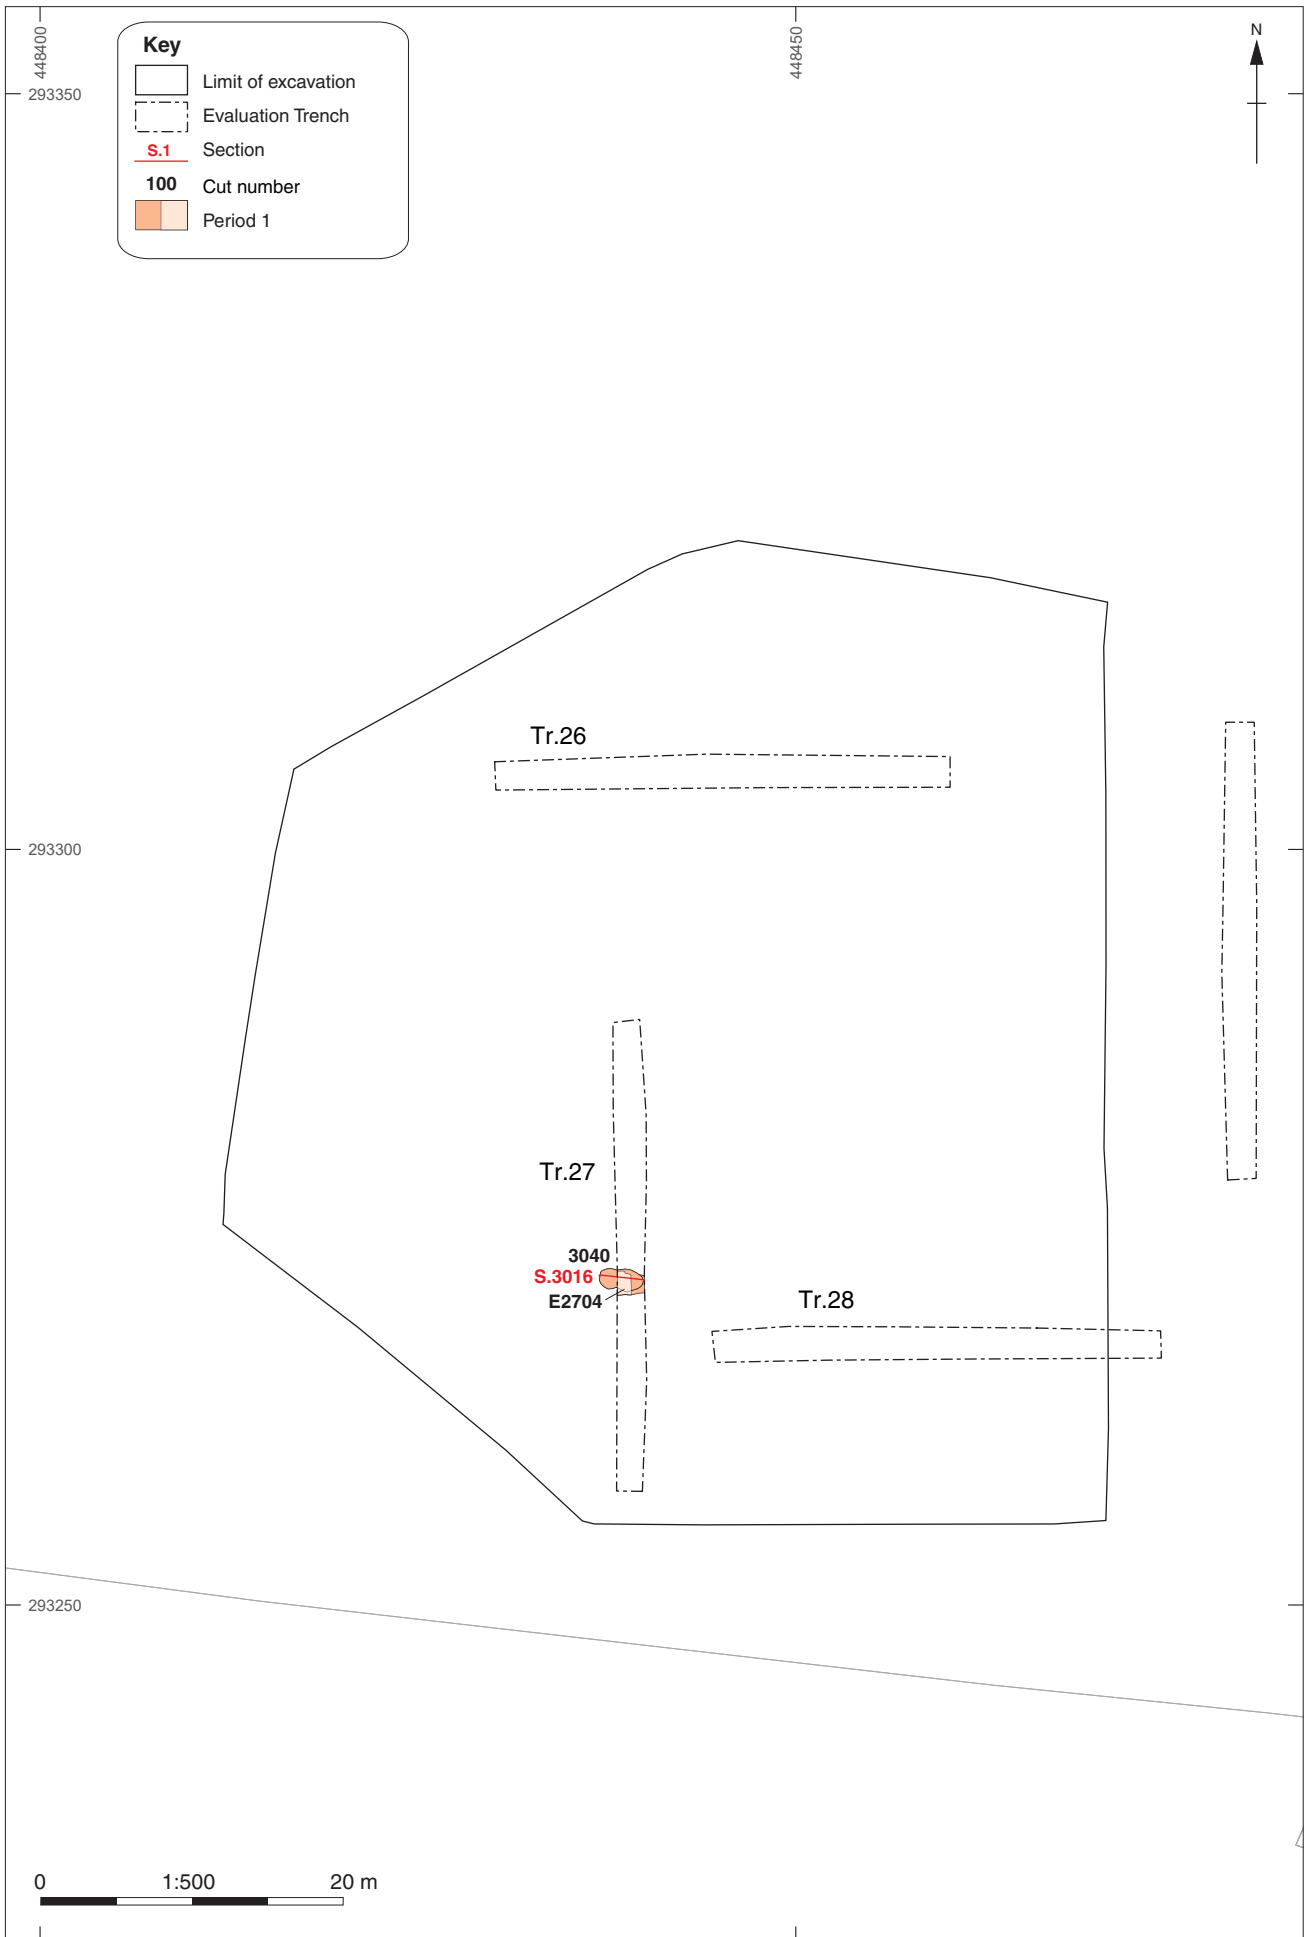 448400
448450
N
Key
293350
Limit of excavation
Evaluation Trench
S.1 Section
100 Cut number
Period 1
Tr.26
293300
Tr.27
3040
S.3016
E2704
Tr.28
293250
0 1:500 20 m